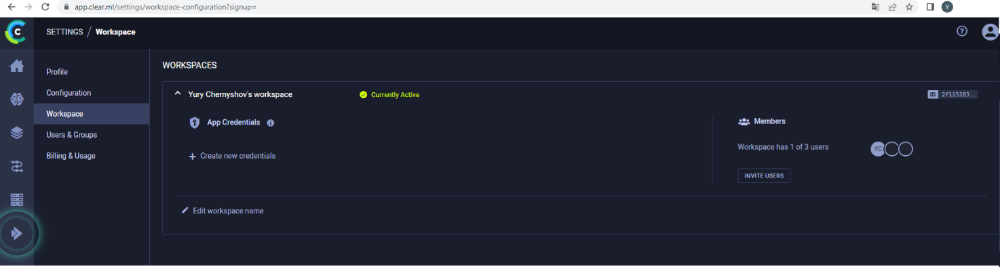 app.clear.ml/settings/workspace-configuration?signup=
Y
C
SETTINGS / Workspace
?
Profile
Configuration
Workspace
Users & Groups
Billing & Usage
WORKSPACES
Yury Chernyshov's workspace
Currently Active
ID 2f115283...
App Credentials
Members
Create new credentials
Workspace has 1 of 3 users
YC
INVITE USERS
Edit workspace name